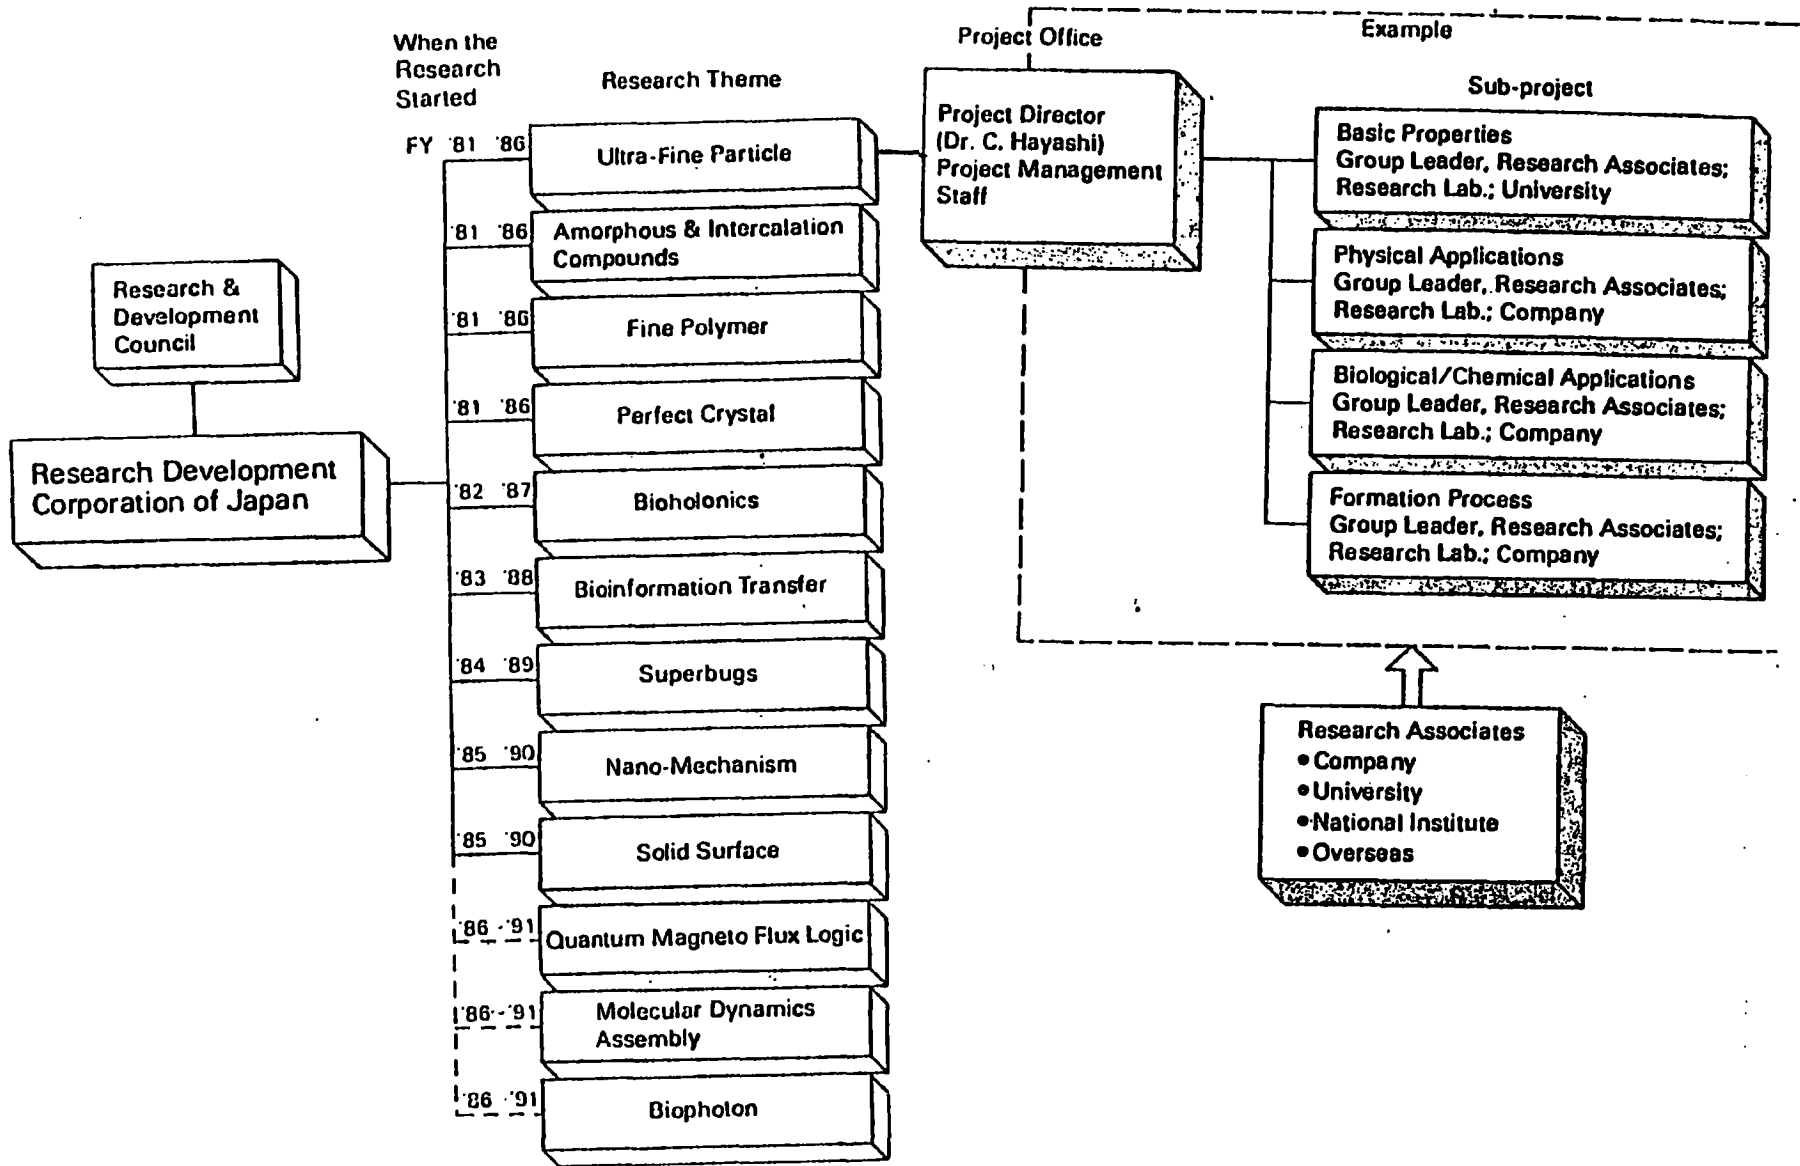 When the
Research
Started
Research Theme
Project Office
Example
Sub-project
Research &
Development
Council
Research Development
Corporation of Japan
FY '81 '86
Ultra-Fine Particle
'81 '86
Amorphous & Intercalation
Compounds
'81 '86
Fine Polymer
'81 '86
Perfect Crystal
'82 '87
Bioholonics
'83 '88
Bioinformation Transfer
'84 '89
Superbugs
'85 '90
Nano-Mechanism
'85 '90
Solid Surface
'86 '91
Quantum Magneto Flux Logic
'86 '91
Molecular Dynamics
Assembly
'86 '91
Biophoton
Project Director
(Dr. C. Hayashi)
Project Management
Staff
Basic Properties
Group Leader, Research Associates;
Research Lab.; University
Physical Applications
Group Leader, Research Associates;
Research Lab.; Company
Biological/Chemical Applications
Group Leader, Research Associates;
Research Lab.; Company
Formation Process
Group Leader, Research Associates;
Research Lab.; Company
Research Associates
• Company
• University
• National Institute
• Overseas